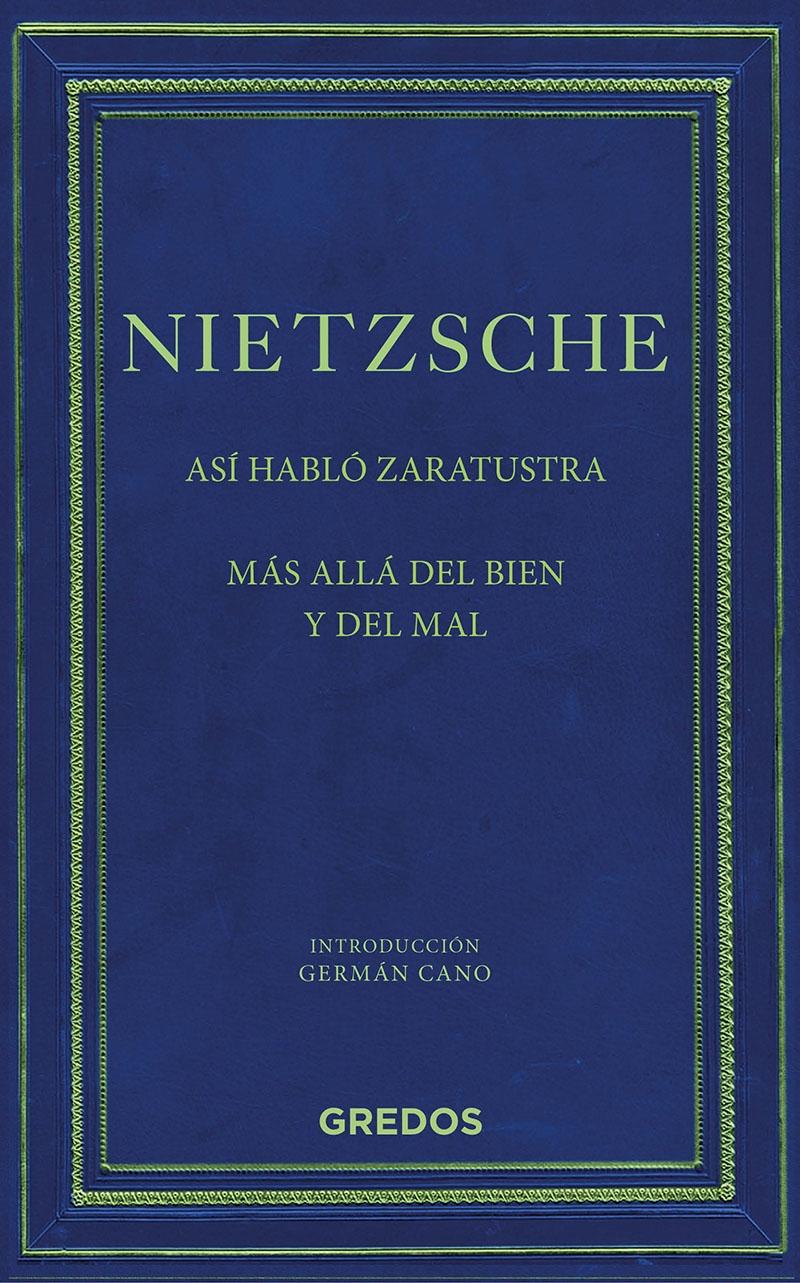 NIETZSCHE
ASÍ HABLÓ ZARATUSTRA
MÁS ALLÁ DEL BIEN
Y DEL MAL
INTRODUCCIÓN
GERMÁN CANO
GREDOS